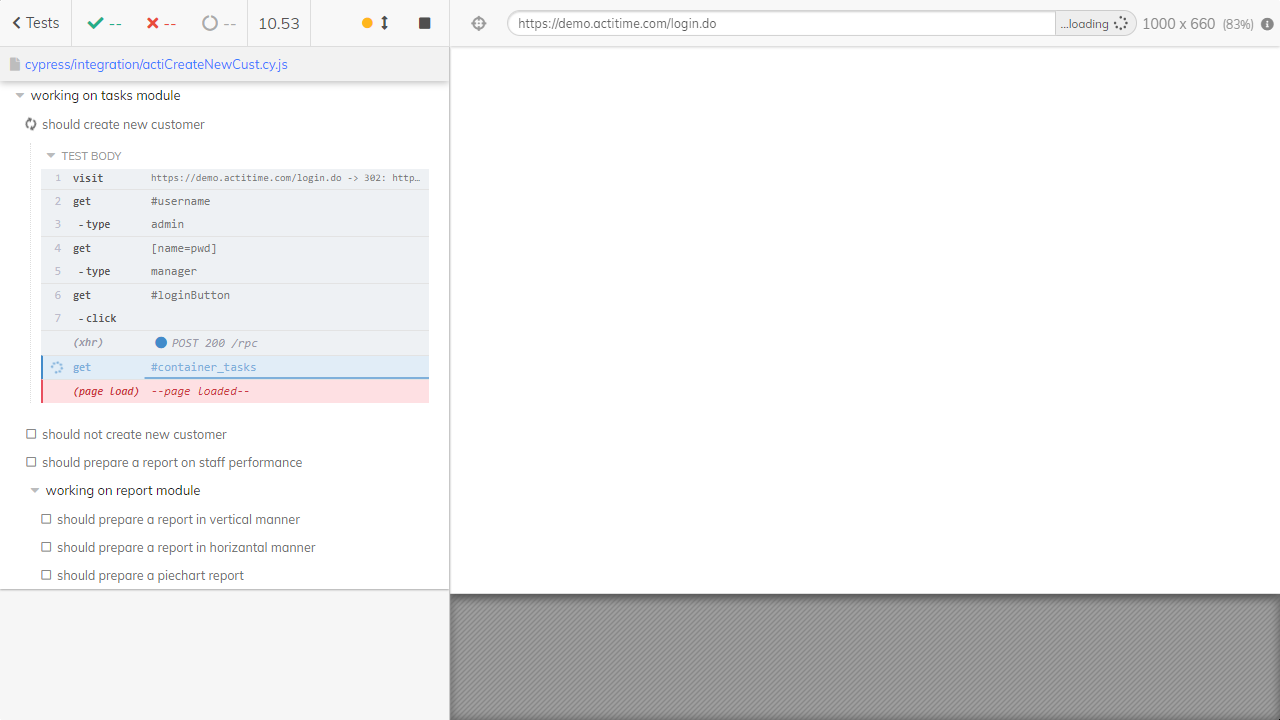 Tests -- -- -- 10.53
https://demo.actitime.com/login.do ...loading 1000 x 660 (83%)
cypress/integration/actiCreateNewCust.cy.js
working on tasks module
should create new customer
TEST BODY
1 visit https://demo.actitime.com/login.do -> 302: http…
2 get #username
3 -type admin
4 get [name=pwd]
5 -type manager
6 get #loginButton
7 -click
(xhr) POST 200 /rpc
get #container_tasks
(page load) --page loaded--
should not create new customer
should prepare a report on staff performance
working on report module
should prepare a report in vertical manner
should prepare a report in horizantal manner
should prepare a piechart report